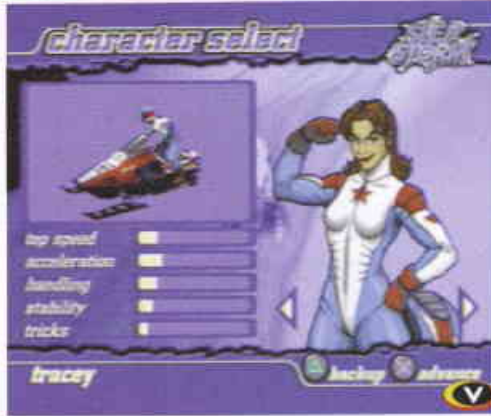 character select
top speed
acceleration
handling
stability
tricks
tracey
backup advance
V